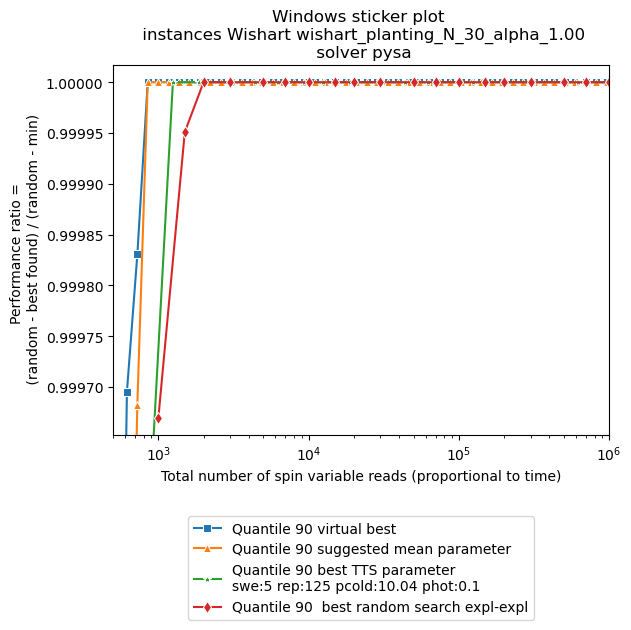 Windows sticker plot
instances Wishart wishart_planting_N_30_alpha_1.00
solver pysa
Performance ratio =
(random - best found) / (random - min)
1.00000
0.99995
0.99990
0.99985
0.99980
0.99975
0.99970
10³
10⁴
10⁵
10⁶
Total number of spin variable reads (proportional to time)
Quantile 90 virtual best
Quantile 90 suggested mean parameter
Quantile 90 best TTS parameter
swe:5 rep:125 pcold:10.04 phot:0.1
Quantile 90  best random search expl-expl